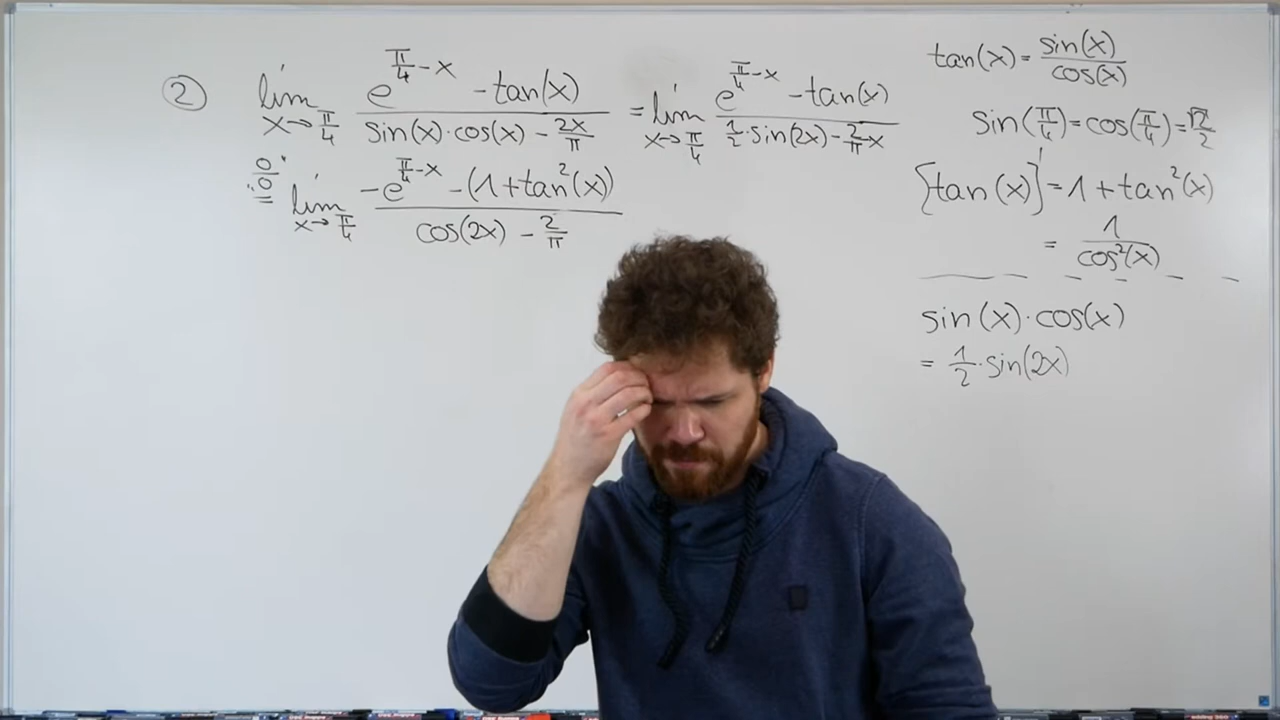 ② lim_{x→π/4} (e^{π/4-x} - tan(x)) / (sin(x)·cos(x) - 2x/π) = lim_{x→π/4} (e^{π/4-x} - tan(x)) / (1/2·sin(2x) - 2/π x)
"0/0" = lim_{x→π/4} (-e^{π/4-x} - (1+tan²(x))) / (cos(2x) - 2/π)
tan(x) = sin(x)/cos(x)
sin(π/4) = cos(π/4) = √2/2
[tan(x)]' = 1 + tan²(x)
= 1/cos²(x)
sin(x)·cos(x)
= 1/2·sin(2x)